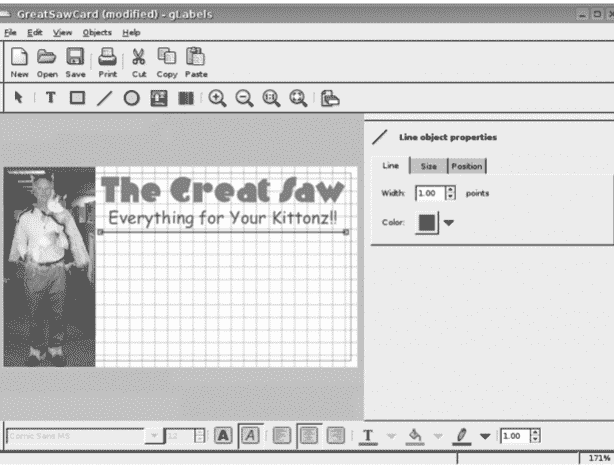 GreatSawCard (modified) - gLabels
File Edit View Objects Help
New Open Save Print Cut Copy Paste
Line object properties
Line Size Position
The Great Saw
Width: 1.00 points
Everything for Your Kittonz!!
Color:
Comic Sans MS 12 A A T 1.00
171%